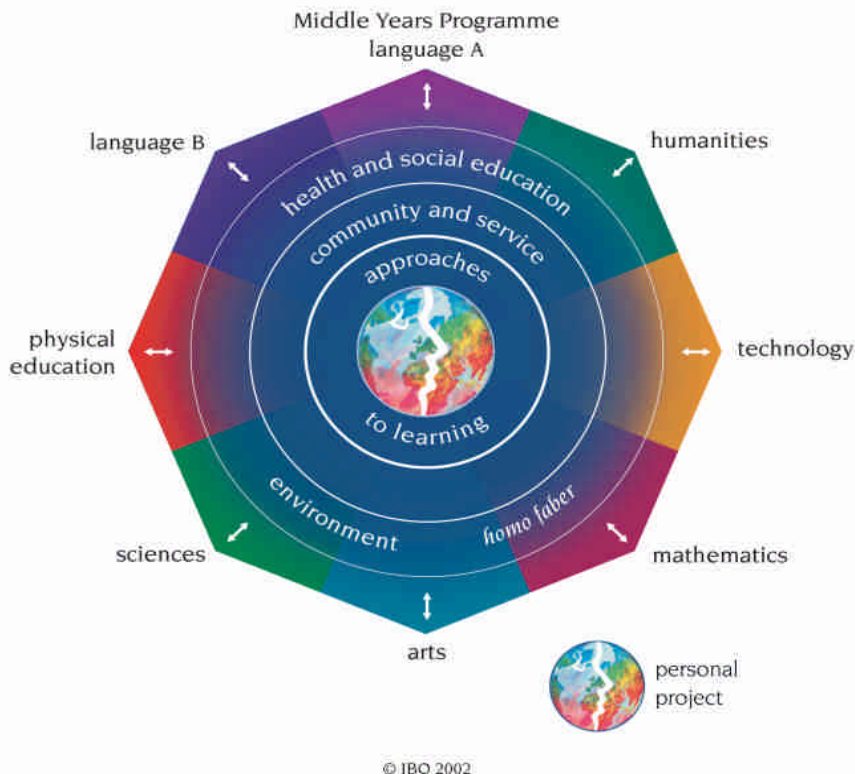 Middle Years Programme
language A
language B
humanities
health and social education
community and service
approaches
physical
education
technology
to learning
environment
homo faber
sciences
mathematics
arts
personal
project
© IBO 2002